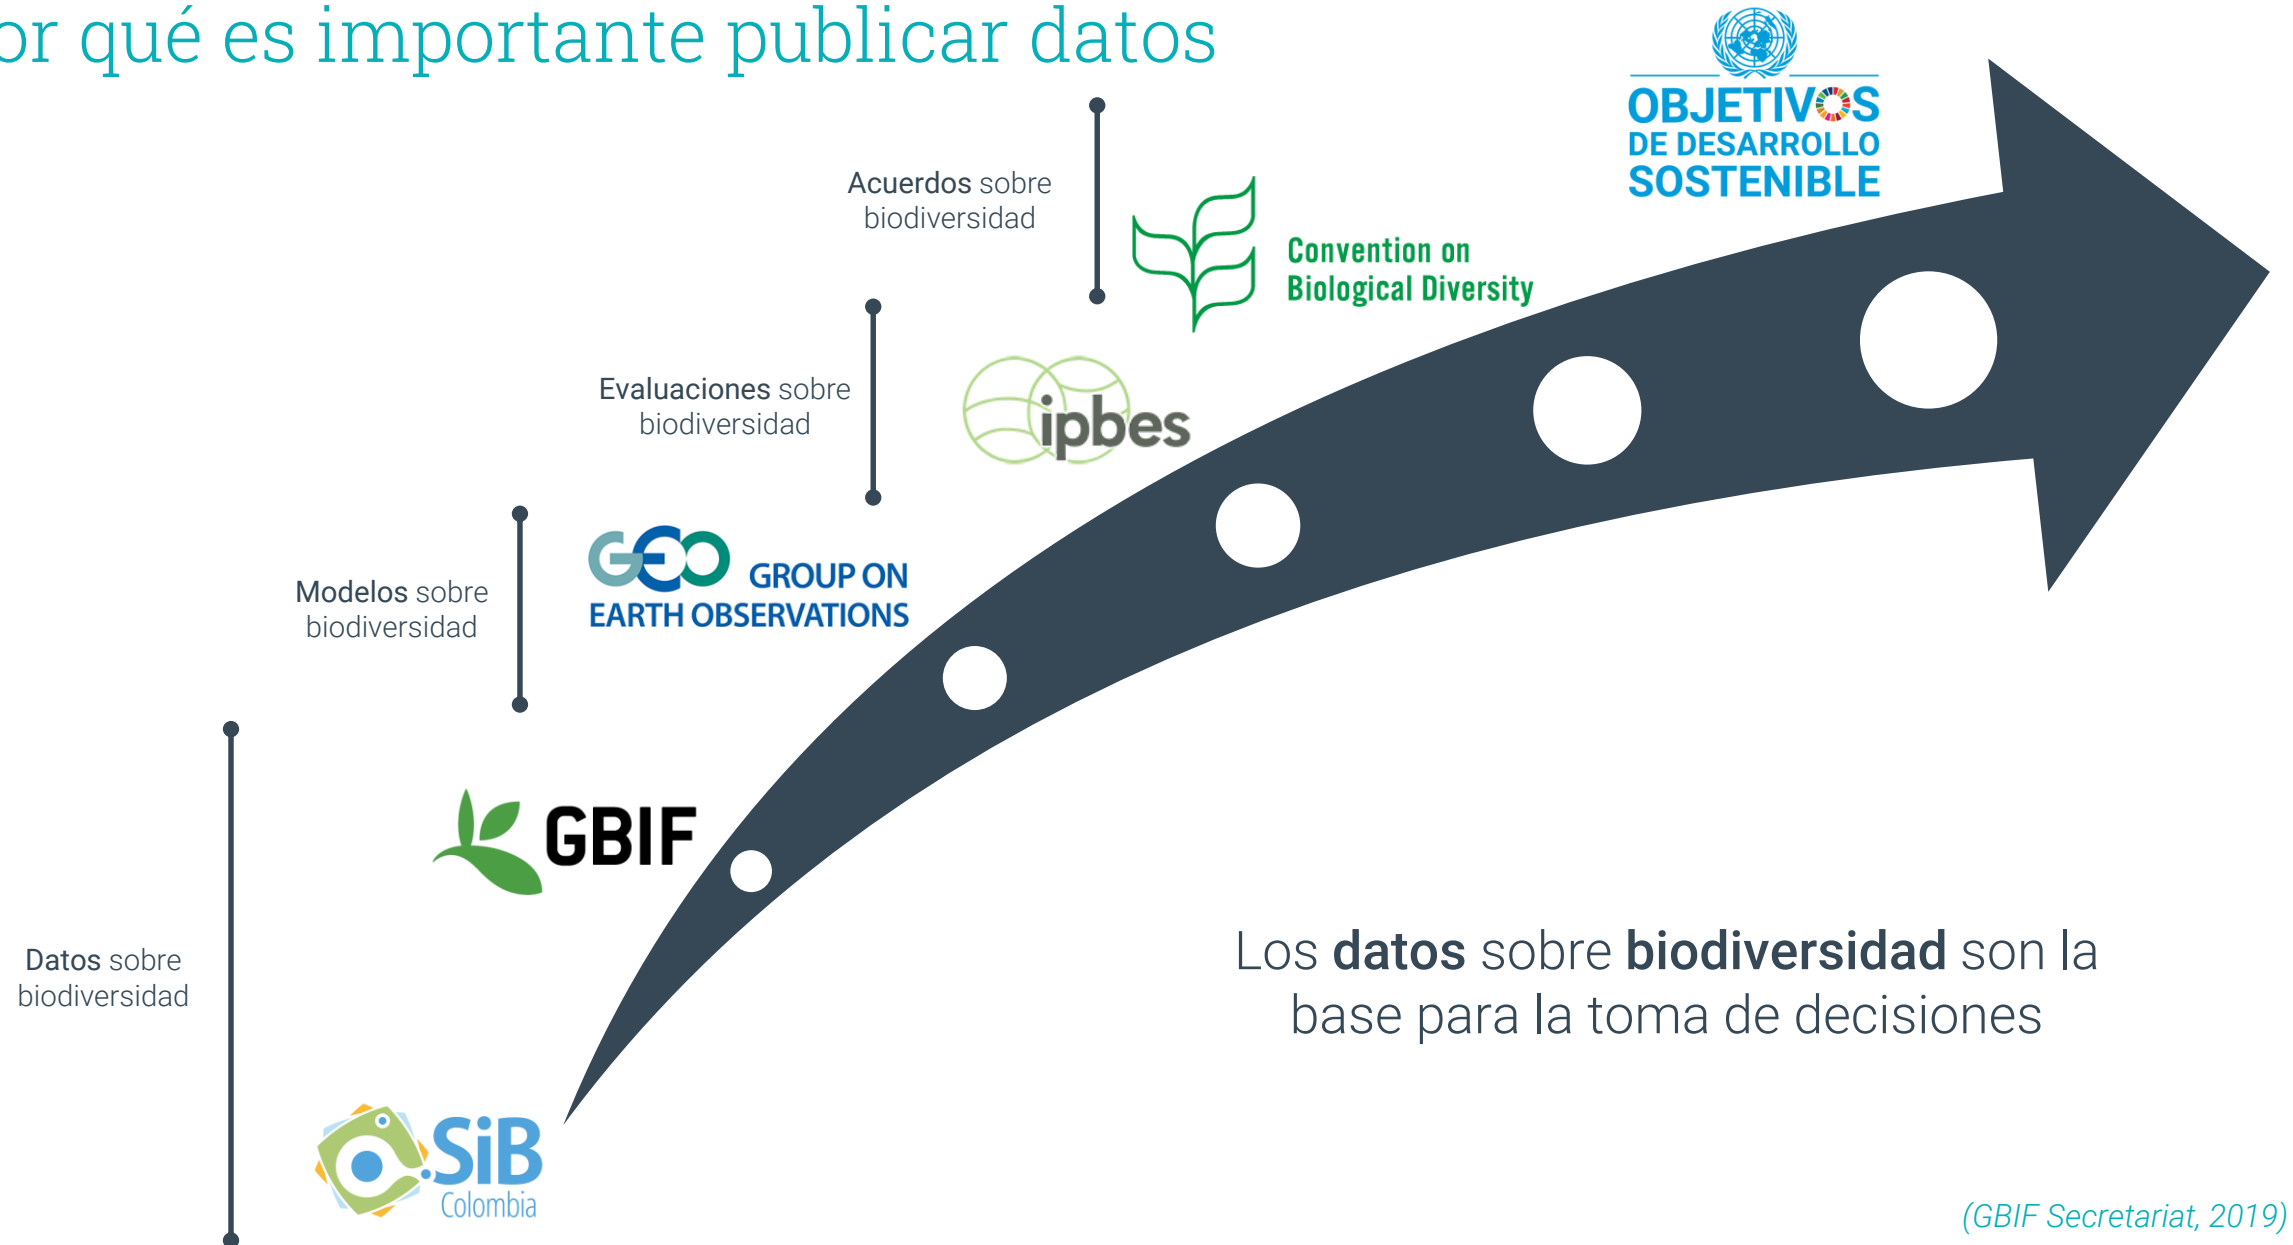 or qué es importante publicar datos
OBJETIVOS
DE DESARROLLO
SOSTENIBLE
Acuerdos sobre
biodiversidad
Convention on
Biological Diversity
Evaluaciones sobre
biodiversidad
ipbes
Modelos sobre
biodiversidad
GEO GROUP ON
EARTH OBSERVATIONS
GBIF
Datos sobre
biodiversidad
Los datos sobre biodiversidad son la
base para la toma de decisiones
SiB
Colombia
(GBIF Secretariat, 2019)